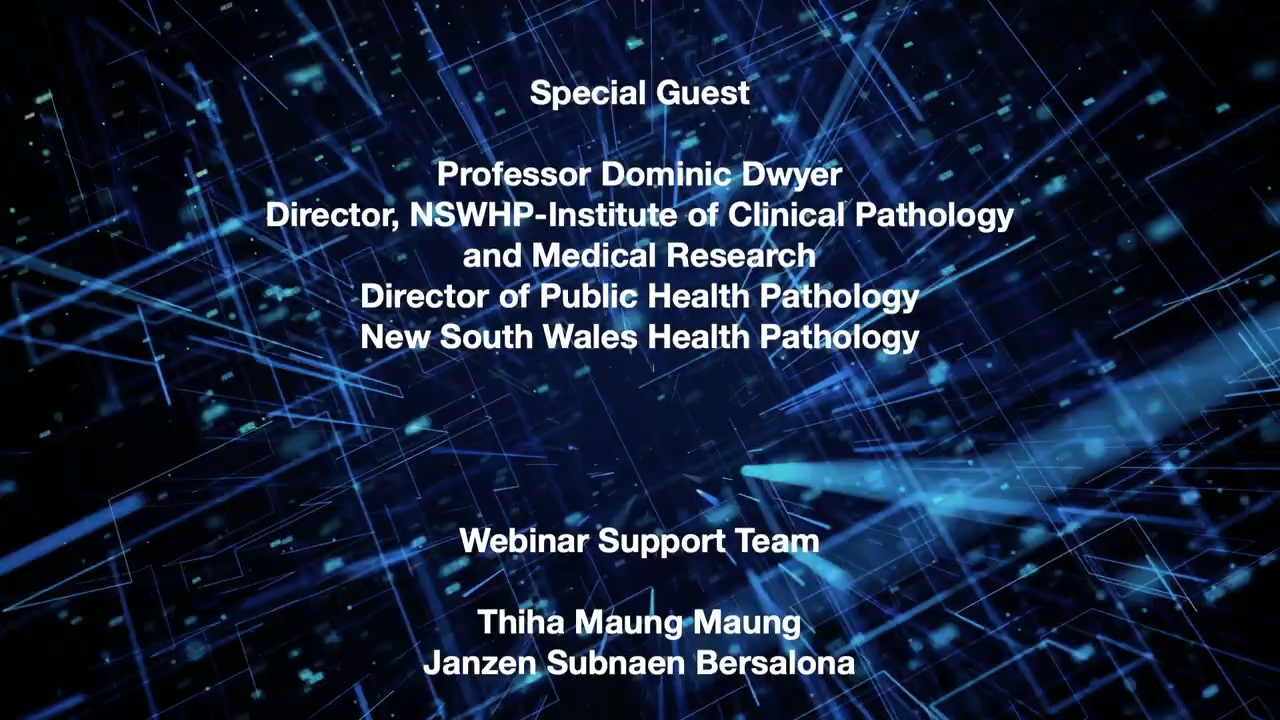 Special Guest
Professor Dominic Dwyer
Director, NSWHP-Institute of Clinical Pathology
and Medical Research
Director of Public Health Pathology
New South Wales Health Pathology
Webinar Support Team
Thiha Maung Maung
Janzen Subnaen Bersalona